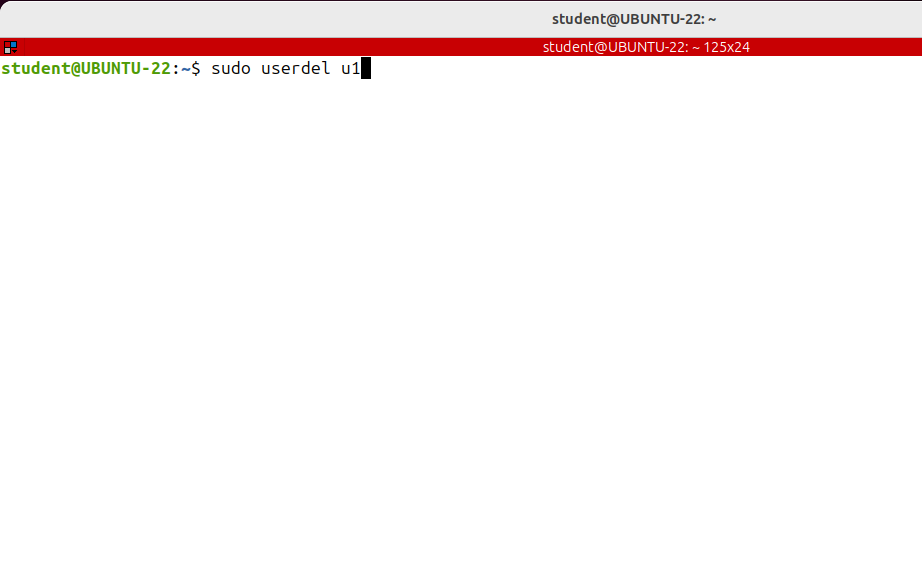 student@UBUNTU-22: ~
student@UBUNTU-22: ~ 125x24
student@UBUNTU-22:~$ sudo userdel u1